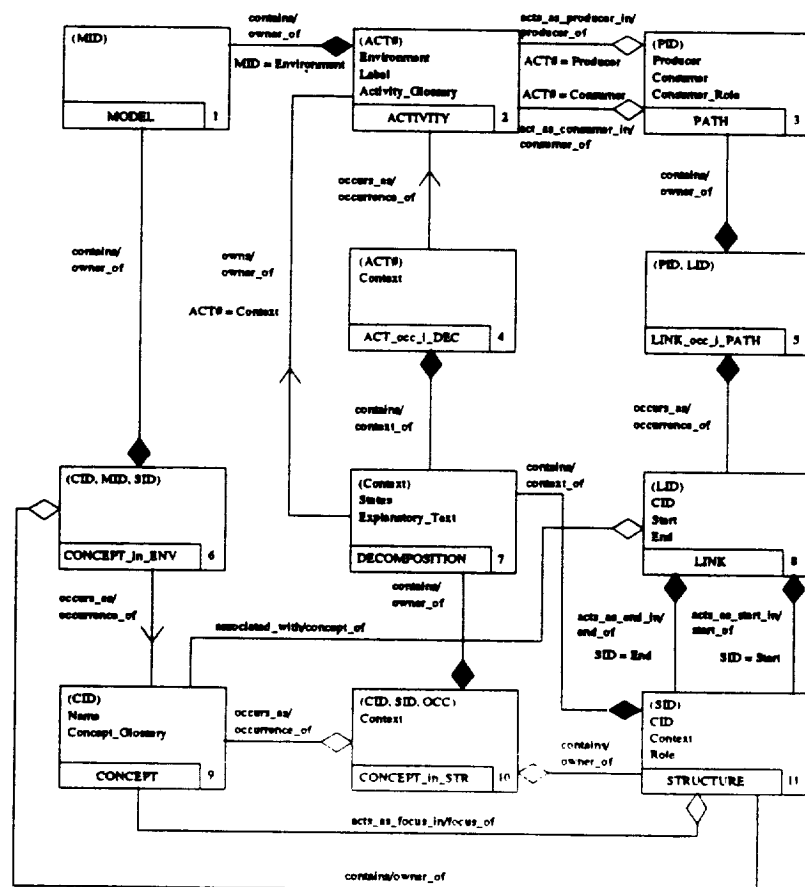 contains/
owner_of
MID = Environment
acts_as_producer_in/
producer_of
ACT# = Producer
ACT# = Consumer
act_as_consumer_in/
consumer_of
(MID)
MODEL 1
(ACT#)
Environment
Label
Activity_Glossary
ACTIVITY 2
(PID)
Producer
Consumer
Consumer_Role
PATH 3
occurs_as/
occurrence_of
contains/
owner_of
contains/
owner_of
owns/
owner_of
ACT# = Context
(ACT#)
Context
ACT_occ_i_DEC 4
(PID, LID)
LINK_occ_i_PATH 5
contains/
context_of
occurs_as/
occurrence_of
contains/
context_of
(CID, MID, SID)
CONCEPT_in_ENV 6
(Context)
Status
Explanatory_Text
DECOMPOSITION 7
(LID)
CID
Start
End
LINK 8
contains/
owner_of
occurs_as/
occurrence_of
associated_with/concept_of
acts_as_end_in/
end_of
SID = End
acts_as_start_in/
start_of
SID = Start
(CID)
Name
Concept_Glossary
CONCEPT 9
occurs_as/
occurrence_of
(CID, SID, OCC)
Context
CONCEPT_in_STR 10
contains/
owner_of
(SID)
CID
Context
Role
STRUCTURE 11
acts_as_focus_in/focus_of
contains/owner_of